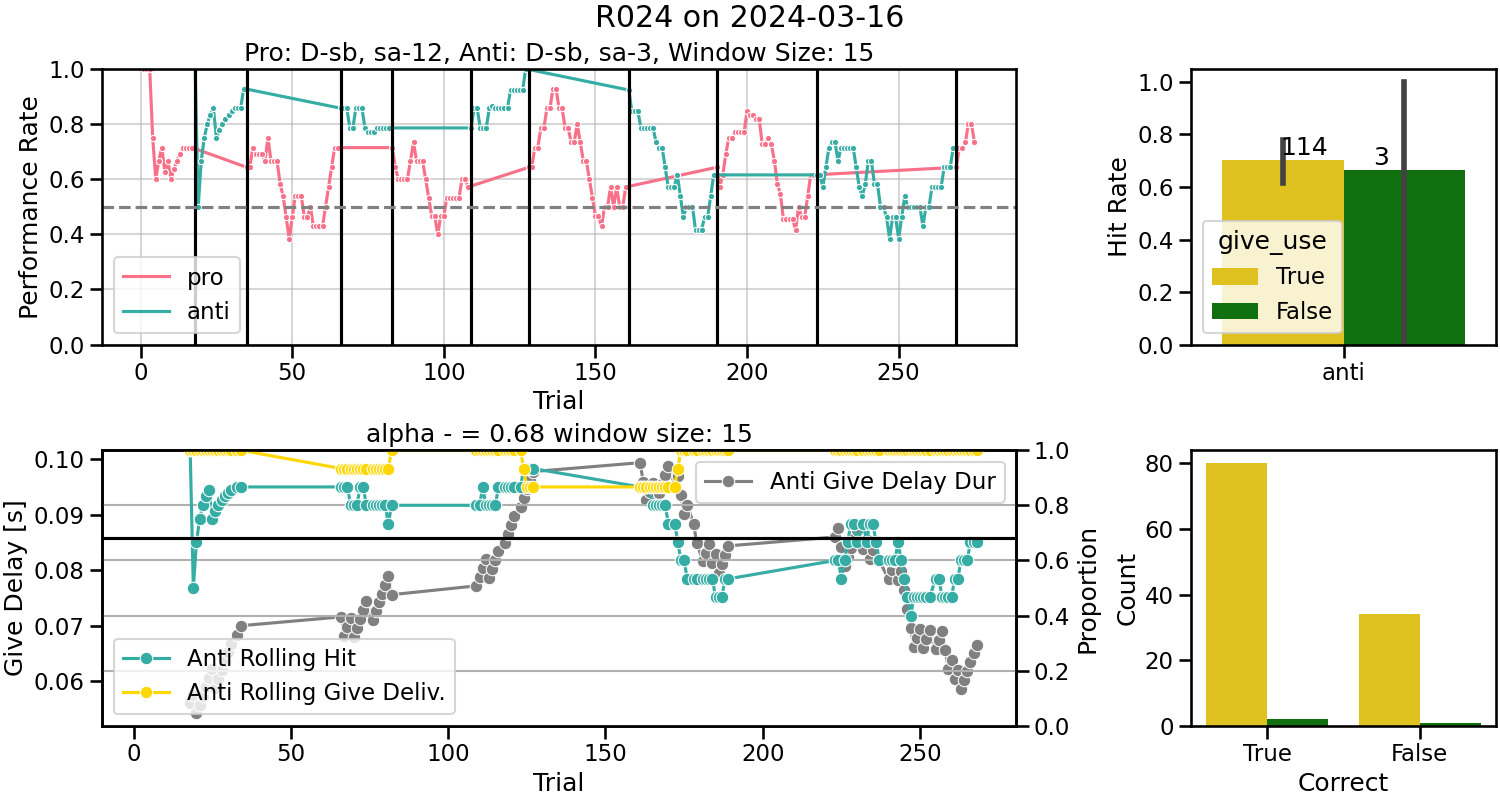 R024 on 2024-03-16
Pro: D-sb, sa-12, Anti: D-sb, sa-3, Window Size: 15
Performance Rate
1.0
0.8
0.6
0.4
0.2
0.0
pro
anti
0 50 100 150 200 250
Trial
Hit Rate
1.0
0.8
0.6
0.4
0.2
0.0
114
3
give_use
True
False
anti
alpha - = 0.68 window size: 15
Give Delay [s]
0.10
0.09
0.08
0.07
0.06
Anti Give Delay Dur
Anti Rolling Hit
Anti Rolling Give Deliv.
1.0
0.8
0.6
0.4
0.2
0.0
Proportion
0 50 100 150 200 250
Trial
Count
80
60
40
20
0
True False
Correct